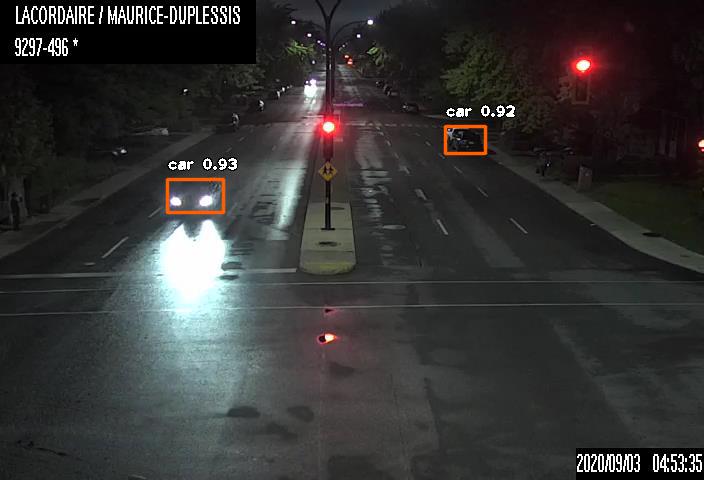 LACORDAIRE / MAURICE-DUPLESSIS
9297-496 *
car 0.92
car 0.93
2020/09/03 04:53:35